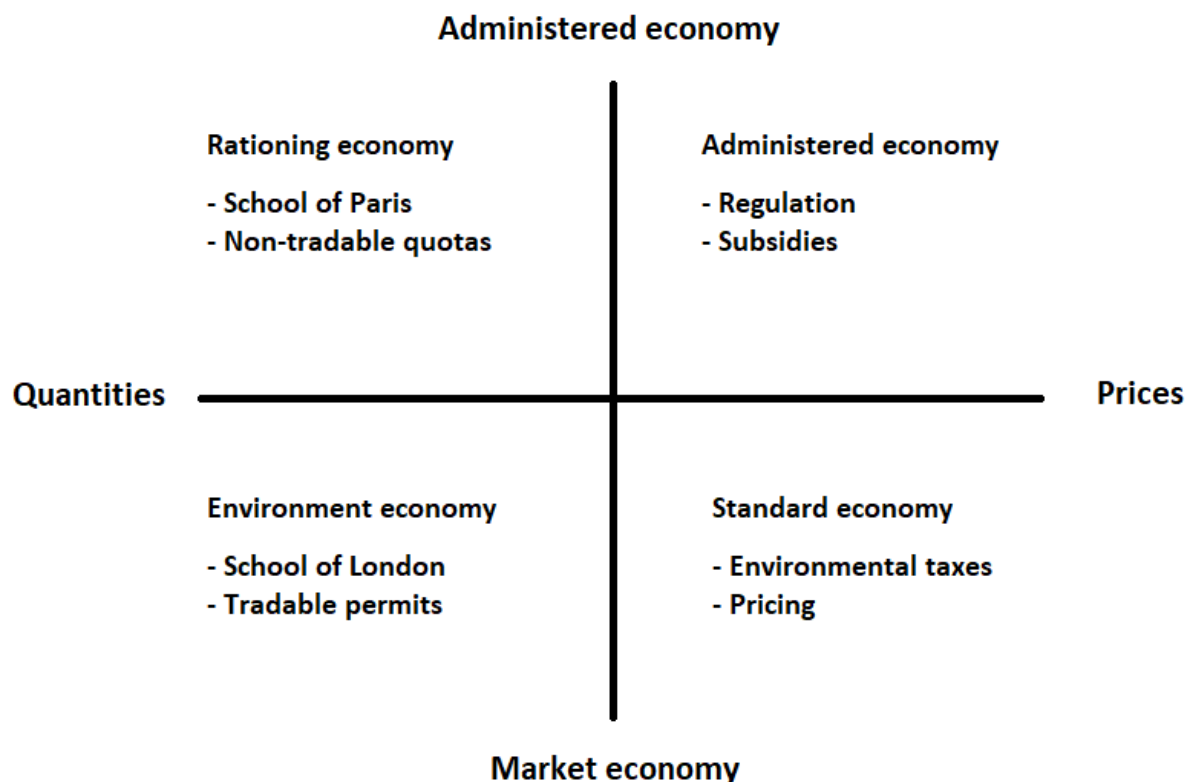 Administered economy
Rationing economy
- School of Paris
- Non-tradable quotas
Administered economy
- Regulation
- Subsidies
Quantities
Prices
Environment economy
- School of London
- Tradable permits
Standard economy
- Environmental taxes
- Pricing
Market economy